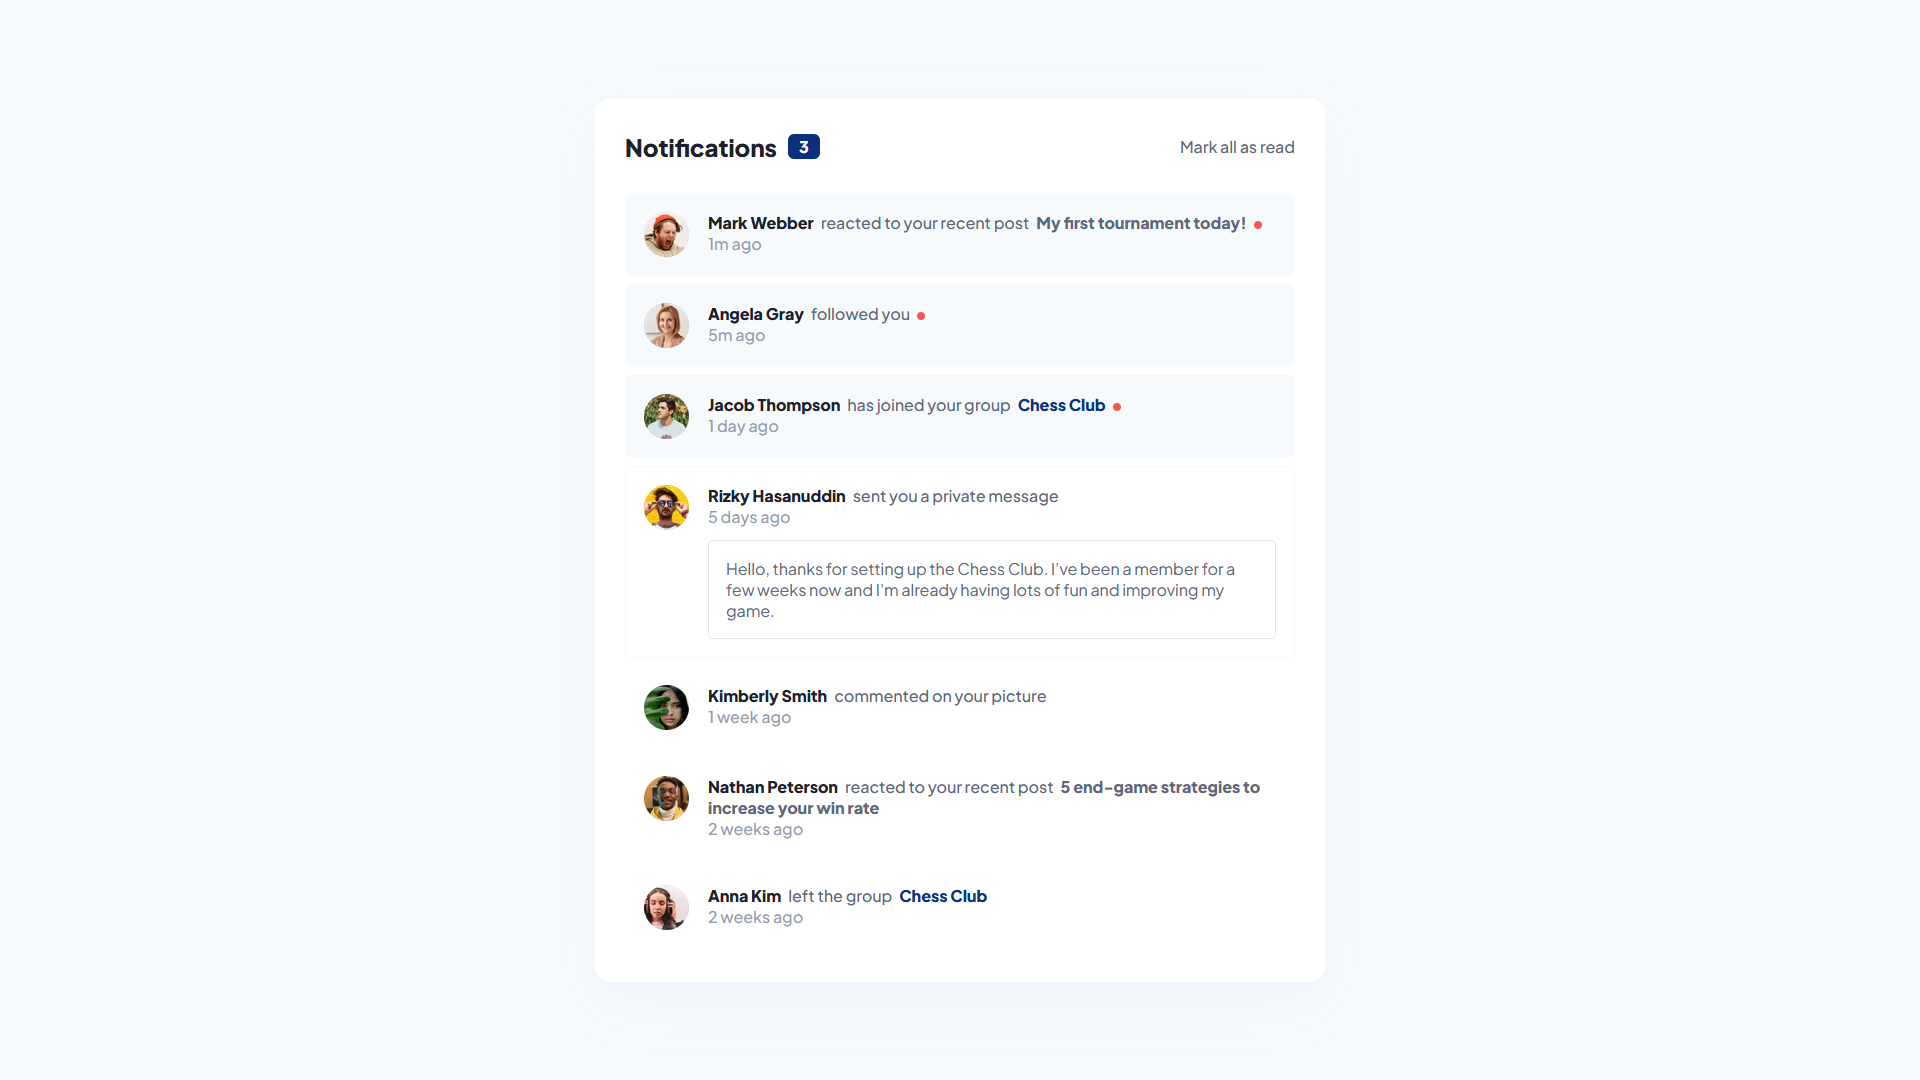 Notifications 3
Mark all as read
Mark Webber reacted to your recent post My first tournament today!
1m ago
Angela Gray followed you
5m ago
Jacob Thompson has joined your group Chess Club
1 day ago
Rizky Hasanuddin sent you a private message
5 days ago
Hello, thanks for setting up the Chess Club. I’ve been a member for a
few weeks now and I’m already having lots of fun and improving my
game.
Kimberly Smith commented on your picture
1 week ago
Nathan Peterson reacted to your recent post 5 end-game strategies to
increase your win rate
2 weeks ago
Anna Kim left the group Chess Club
2 weeks ago